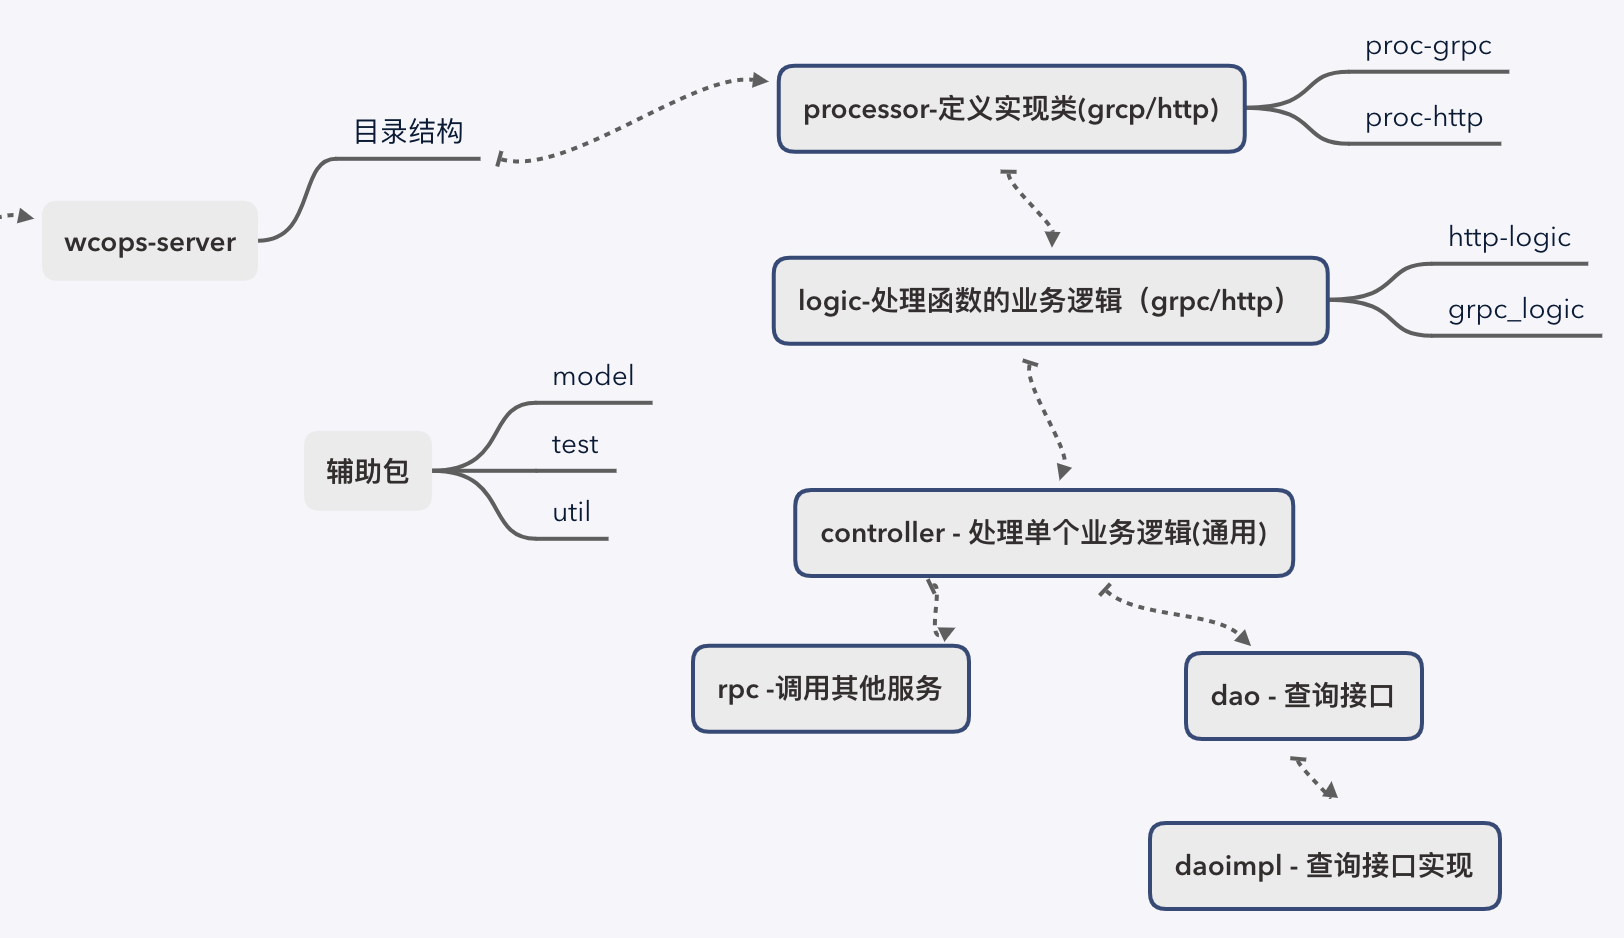 proc-grpc
processor-定义实现类(grcp/http)
proc-http
目录结构
wcops-server
http-logic
logic-处理函数的业务逻辑（grpc/http）
grpc_logic
model
test
辅助包
util
controller - 处理单个业务逻辑(通用)
rpc -调用其他服务
dao - 查询接口
daoimpl - 查询接口实现